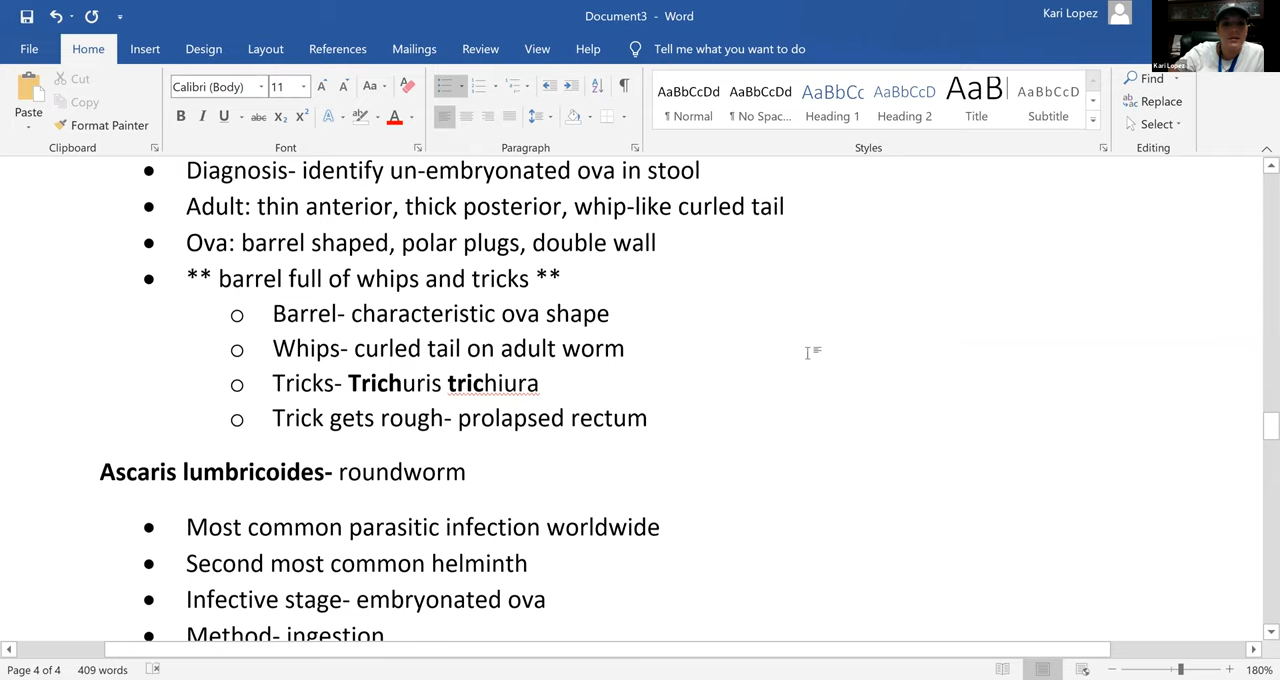 Document3 - Word
Kari Lopez
File Home Insert Design Layout References Mailings Review View Help Tell me what you want to do
Paste
Cut
Copy
Format Painter
Clipboard
Calibri (Body) 11
Font
Paragraph
AaBbCcDd AaBbCcDd AaBbCc AaBbCcD AaB AaBbCcD
¶ Normal ¶ No Spac... Heading 1 Heading 2 Title Subtitle
Styles
Find
Replace
Select
Editing
Kari Lopez
• Diagnosis- identify un-embryonated ova in stool
• Adult: thin anterior, thick posterior, whip-like curled tail
• Ova: barrel shaped, polar plugs, double wall
• ** barrel full of whips and tricks **
o Barrel- characteristic ova shape
o Whips- curled tail on adult worm
o Tricks- Trichuris trichiura
o Trick gets rough- prolapsed rectum
Ascaris lumbricoides- roundworm
• Most common parasitic infection worldwide
• Second most common helminth
• Infective stage- embryonated ova
• Method- ingestion
Page 4 of 4 409 words
180%